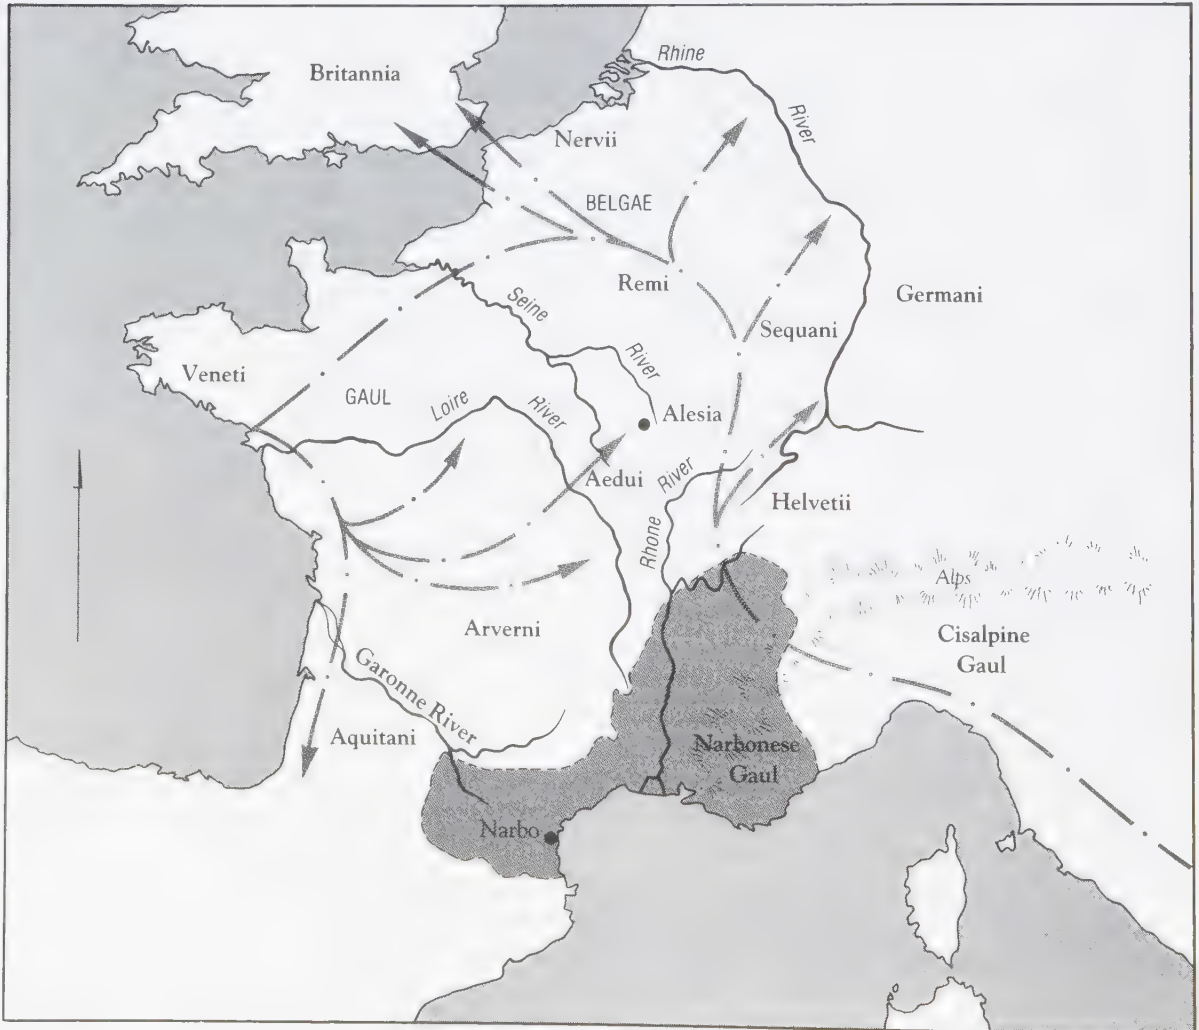 Rhine
River
Britannia
Nervii
BELGAE
Remi
Seine
River
Germani
Sequani
Veneti
GAUL
Loire
River
Alesia
Aedui
Rhone
River
Helvetii
Alps
Arverni
Cisalpine
Gaul
Garonne River
Aquitani
Narbonese
Gaul
Narbo